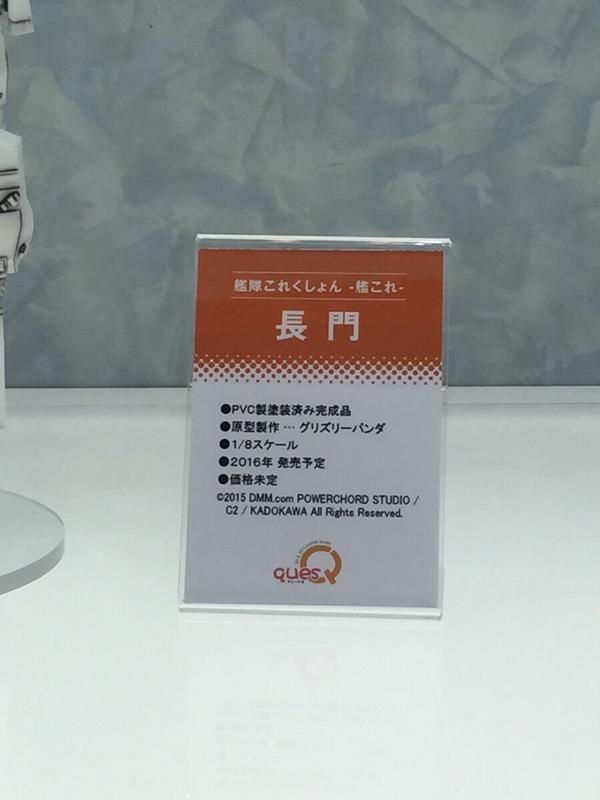 艦隊これくしょん -艦これ-
長門
●PVC製塗装済み完成品
●原型製作 … グリズリーパンダ
●1/8スケール
●2016年 発売予定
●価格未定
©2015 DMM.com POWERCHORD STUDIO /
C2 / KADOKAWA All Rights Reserved.
quesQ